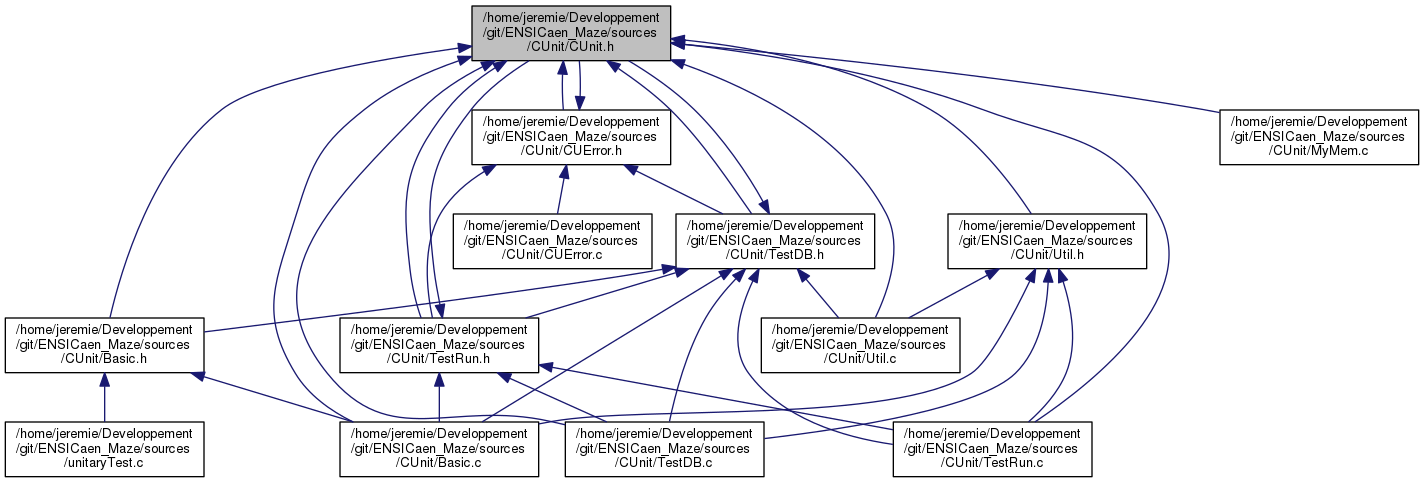 /home/jeremie/Developpement
/git/ENSICaen_Maze/sources
/CUnit/CUnit.h
/home/jeremie/Developpement
/git/ENSICaen_Maze/sources
/CUnit/CUError.h
/home/jeremie/Developpement
/git/ENSICaen_Maze/sources
/CUnit/MyMem.c
/home/jeremie/Developpement
/git/ENSICaen_Maze/sources
/CUnit/CUError.c
/home/jeremie/Developpement
/git/ENSICaen_Maze/sources
/CUnit/TestDB.h
/home/jeremie/Developpement
/git/ENSICaen_Maze/sources
/CUnit/Util.h
/home/jeremie/Developpement
/git/ENSICaen_Maze/sources
/CUnit/Basic.h
/home/jeremie/Developpement
/git/ENSICaen_Maze/sources
/CUnit/TestRun.h
/home/jeremie/Developpement
/git/ENSICaen_Maze/sources
/CUnit/Util.c
/home/jeremie/Developpement
/git/ENSICaen_Maze/sources
/unitaryTest.c
/home/jeremie/Developpement
/git/ENSICaen_Maze/sources
/CUnit/Basic.c
/home/jeremie/Developpement
/git/ENSICaen_Maze/sources
/CUnit/TestDB.c
/home/jeremie/Developpement
/git/ENSICaen_Maze/sources
/CUnit/TestRun.c